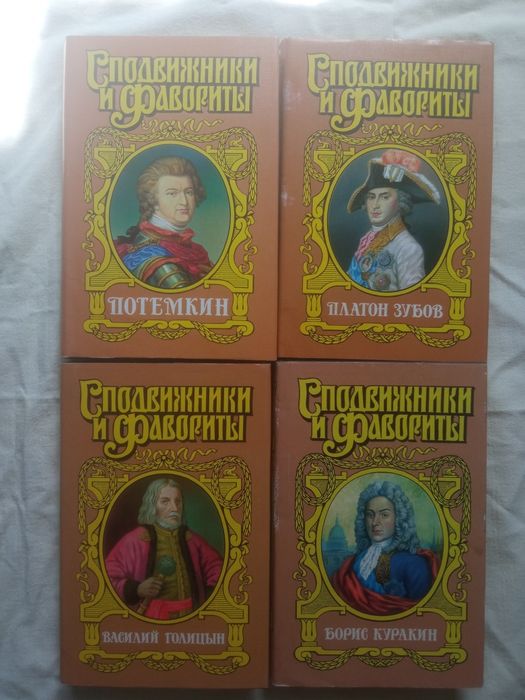 Сподвижники
и фавориты
Потемкин
Сподвижники
и фавориты
Платон Зубов
Сподвижники
и фавориты
Василий Голицын
Сподвижники
и фавориты
Борис Куракин